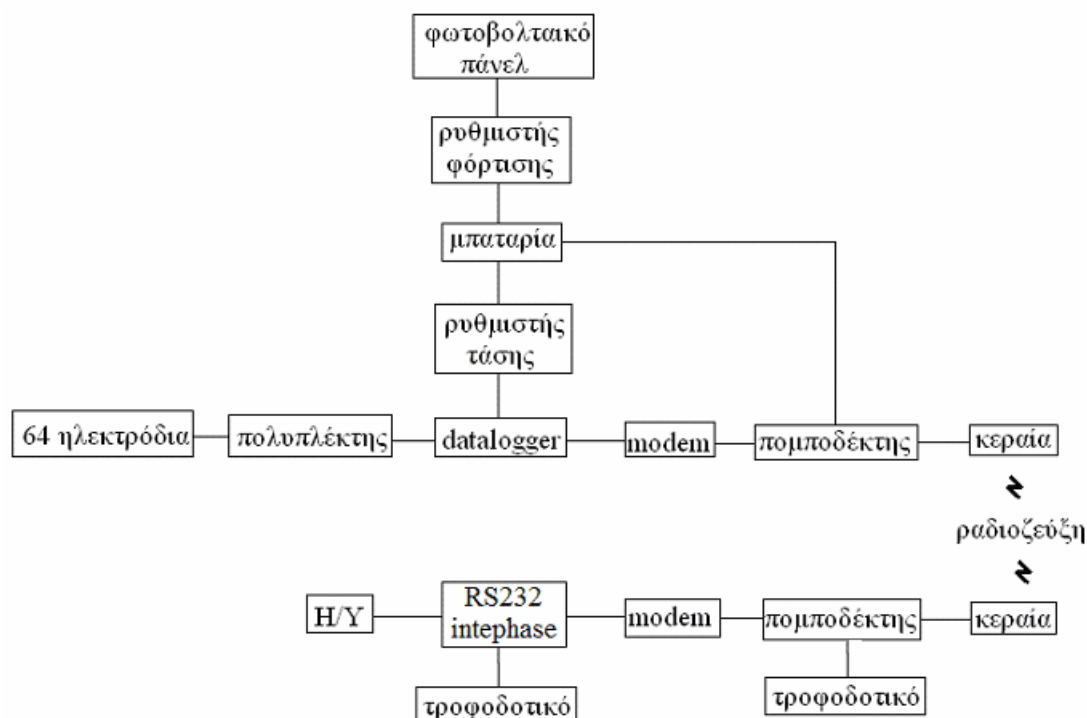 φωτοβολταικό
πάνελ
ρυθμιστής
φόρτισης
μπαταρία
ρυθμιστής
τάσης
64 ηλεκτρόδια
πολυπλέκτης
datalogger
modem
πομποδέκτης
κεραία
ραδιοζεύξη
Η/Υ
RS232
intephase
modem
πομποδέκτης
κεραία
τροφοδοτικό
τροφοδοτικό